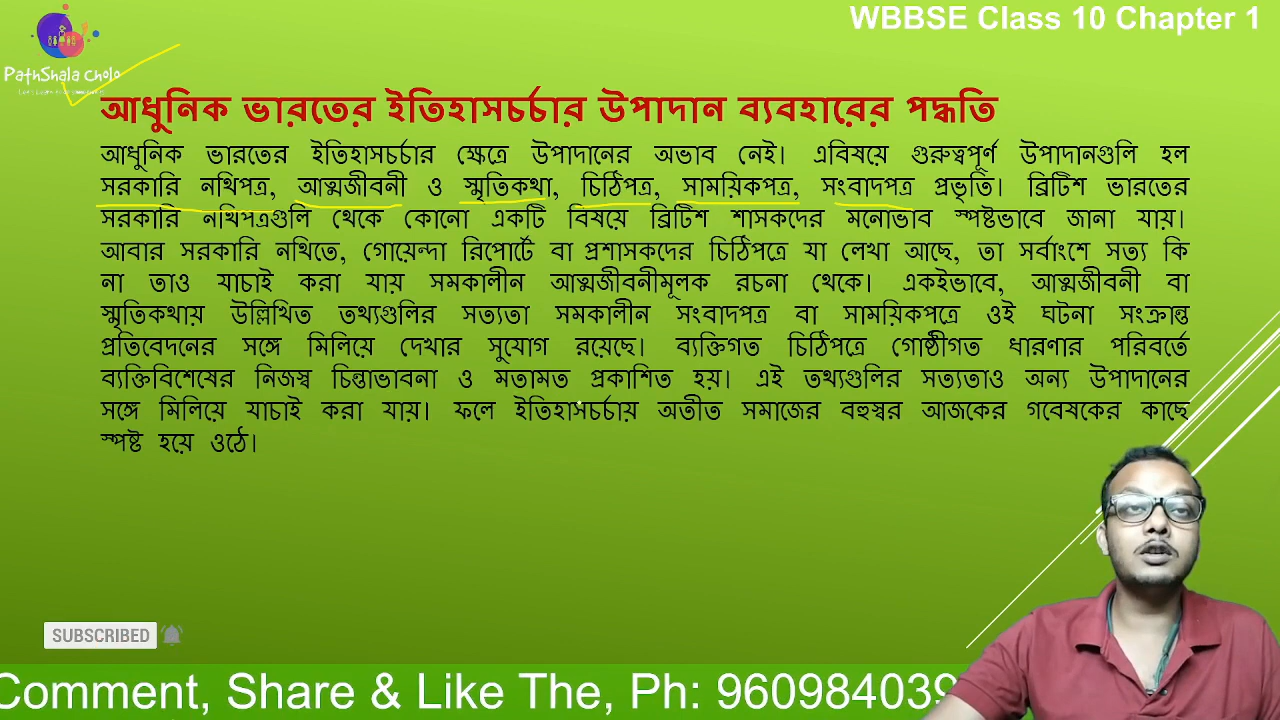 WBBSE Class 10 Chapter 1
PathShala Cholo
আধুনিক ভারতের ইতিহাসচর্চার উপাদান ব্যবহারের পদ্ধতি
আধুনিক ভারতের ইতিহাসচর্চার ক্ষেত্রে উপাদানের অভাব নেই। এবিষয়ে গুরুত্বপূর্ণ উপাদানগুলি হল
সরকারি নথিপত্র, আত্মজীবনী ও স্মৃতিকথা, চিঠিপত্র, সাময়িকপত্র, সংবাদপত্র প্রভৃতি। ব্রিটিশ ভারতের
সরকারি নথিপত্রগুলি থেকে কোনো একটি বিষয়ে ব্রিটিশ শাসকদের মনোভাব স্পষ্টভাবে জানা যায়।
আবার সরকারি নথিতে, গোয়েন্দা রিপোর্টে বা প্রশাসকদের চিঠিপত্রে যা লেখা আছে, তা সর্বাংশে সত্য কি
না তাও যাচাই করা যায় সমকালীন আত্মজীবনীমূলক রচনা থেকে। একইভাবে, আত্মজীবনী বা
স্মৃতিকথায় উল্লিখিত তথ্যগুলির সত্যতা সমকালীন সংবাদপত্র বা সাময়িকপত্রে ওই ঘটনা সংক্রান্ত
প্রতিবেদনের সঙ্গে মিলিয়ে দেখার সুযোগ রয়েছে। ব্যক্তিগত চিঠিপত্রে গোষ্ঠীগত ধারণার পরিবর্তে
ব্যক্তিবিশেষের নিজস্ব চিন্তাভাবনা ও মতামত প্রকাশিত হয়। এই তথ্যগুলির সত্যতাও অন্য উপাদানের
সঙ্গে মিলিয়ে যাচাই করা যায়। ফলে ইতিহাসচর্চায় অতীত সমাজের বহুস্বর আজকের গবেষকের কাছে
স্পষ্ট হয়ে ওঠে।
SUBSCRIBED
Comment, Share & Like The, Ph: 960984039